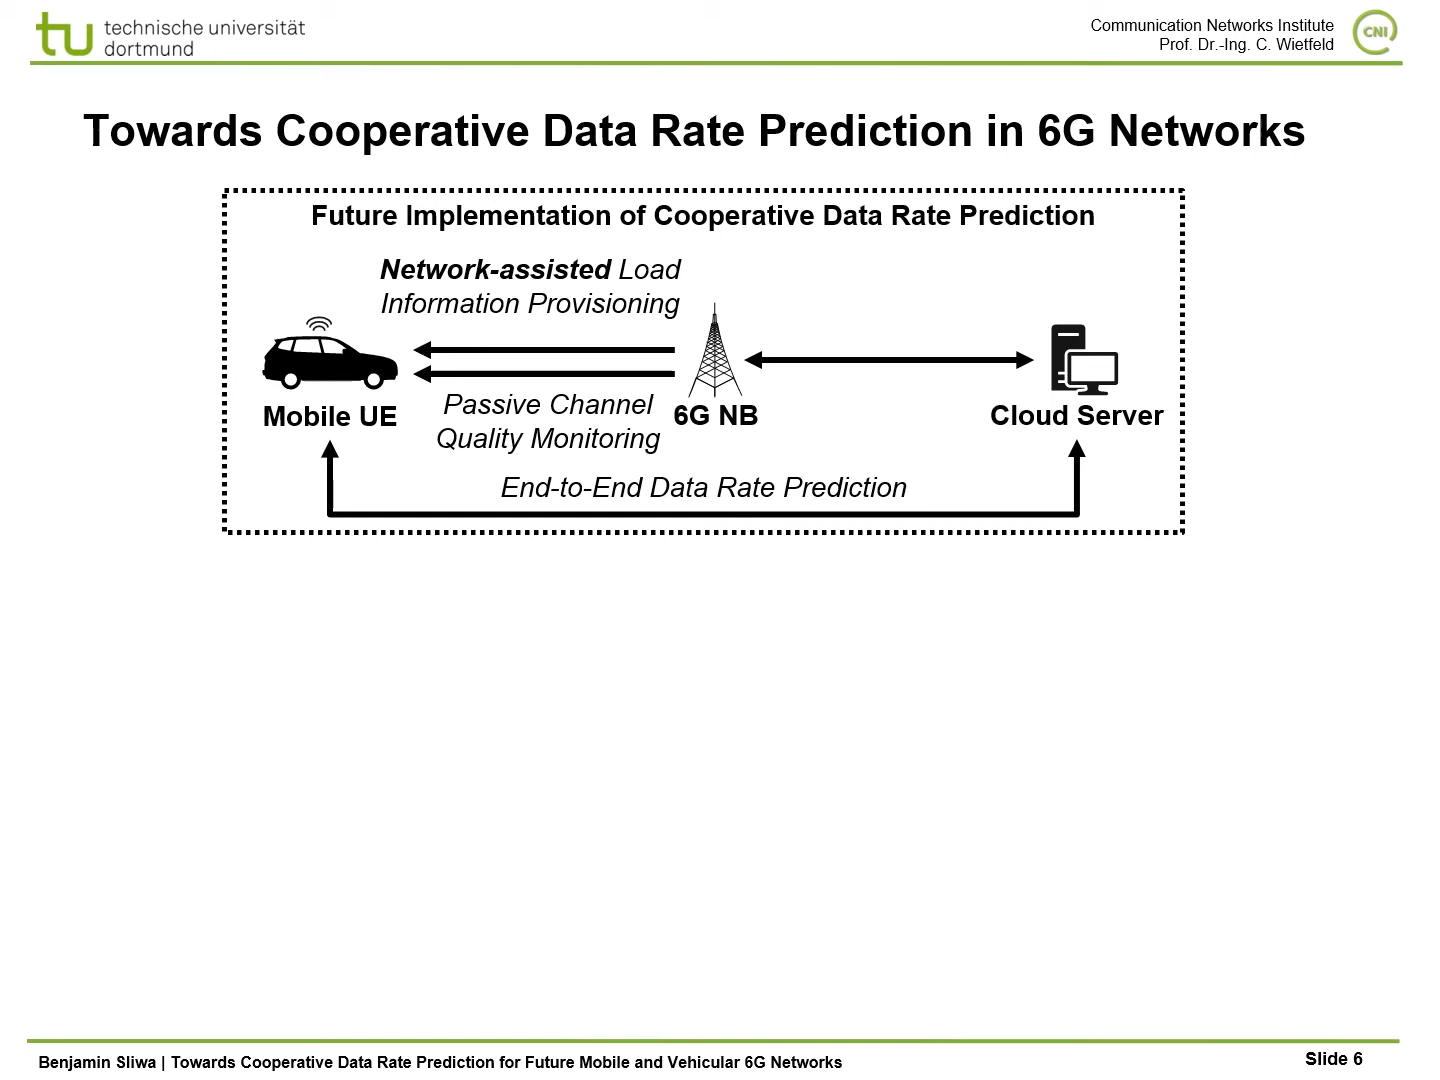 tu technische universität
dortmund
Communication Networks Institute
Prof. Dr.-Ing. C. Wietfeld
CNI
Towards Cooperative Data Rate Prediction in 6G Networks
Future Implementation of Cooperative Data Rate Prediction
Network-assisted Load
Information Provisioning
Mobile UE
Passive Channel
Quality Monitoring
6G NB
Cloud Server
End-to-End Data Rate Prediction
Benjamin Sliwa | Towards Cooperative Data Rate Prediction for Future Mobile and Vehicular 6G Networks
Slide 6